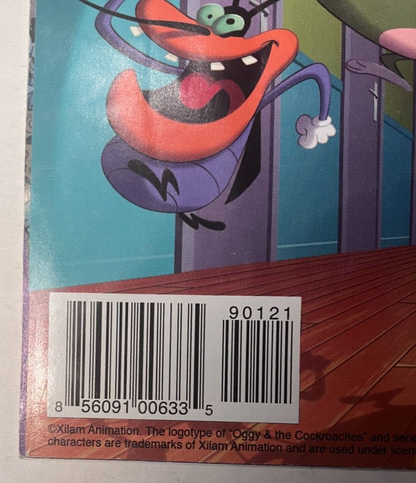 90121
8 56091 00633 5
©Xilam Animation. The logotype of "Oggy & the Cockroaches" and
characters are trademarks of Xilam Animation and are used under